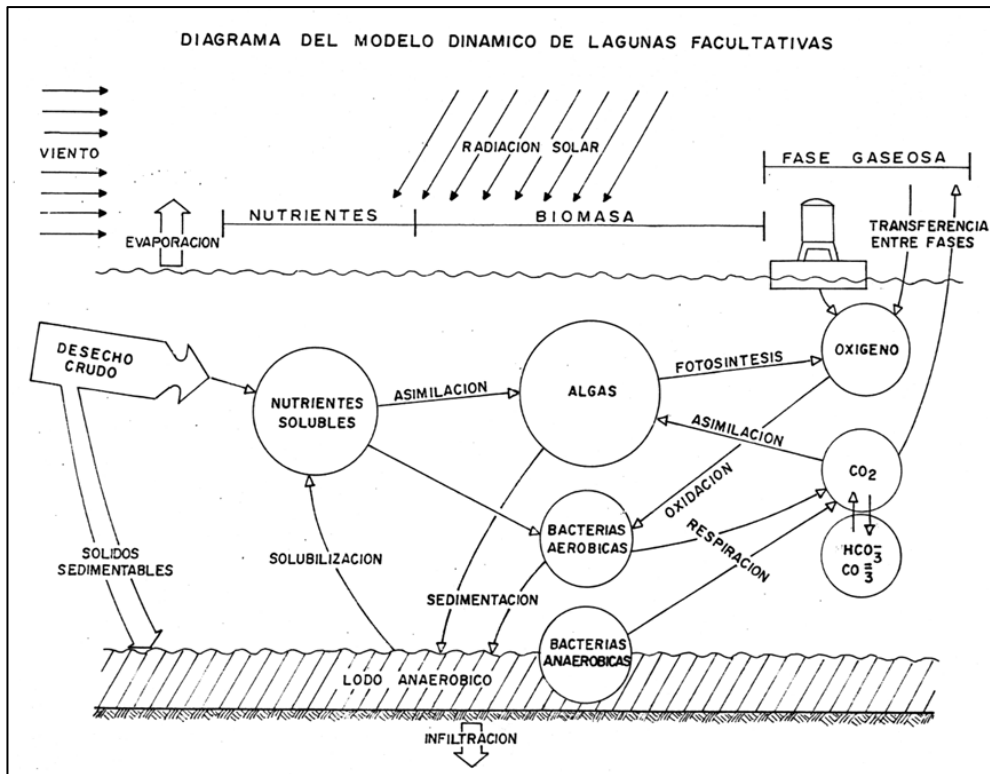 DIAGRAMA DEL MODELO DINAMICO DE LAGUNAS FACULTATIVAS
VIENTO
RADIACION SOLAR
FASE GASEOSA
EVAPORACION
NUTRIENTES
BIOMASA
TRANSFERENCIA
ENTRE FASES
DESECHO
CRUDO
NUTRIENTES
SOLUBLES
ASIMILACION
ALGAS
FOTOSINTESIS
OXIGENO
ASIMILACION
CO2
OXIDACION
BACTERIAS
AEROBICAS
RESPIRACION
HCO3-
CO3=
SOLIDOS
SEDIMENTABLES
SOLUBILIZACION
SEDIMENTACION
BACTERIAS
ANAEROBICAS
LODO ANAEROBICO
INFILTRACION